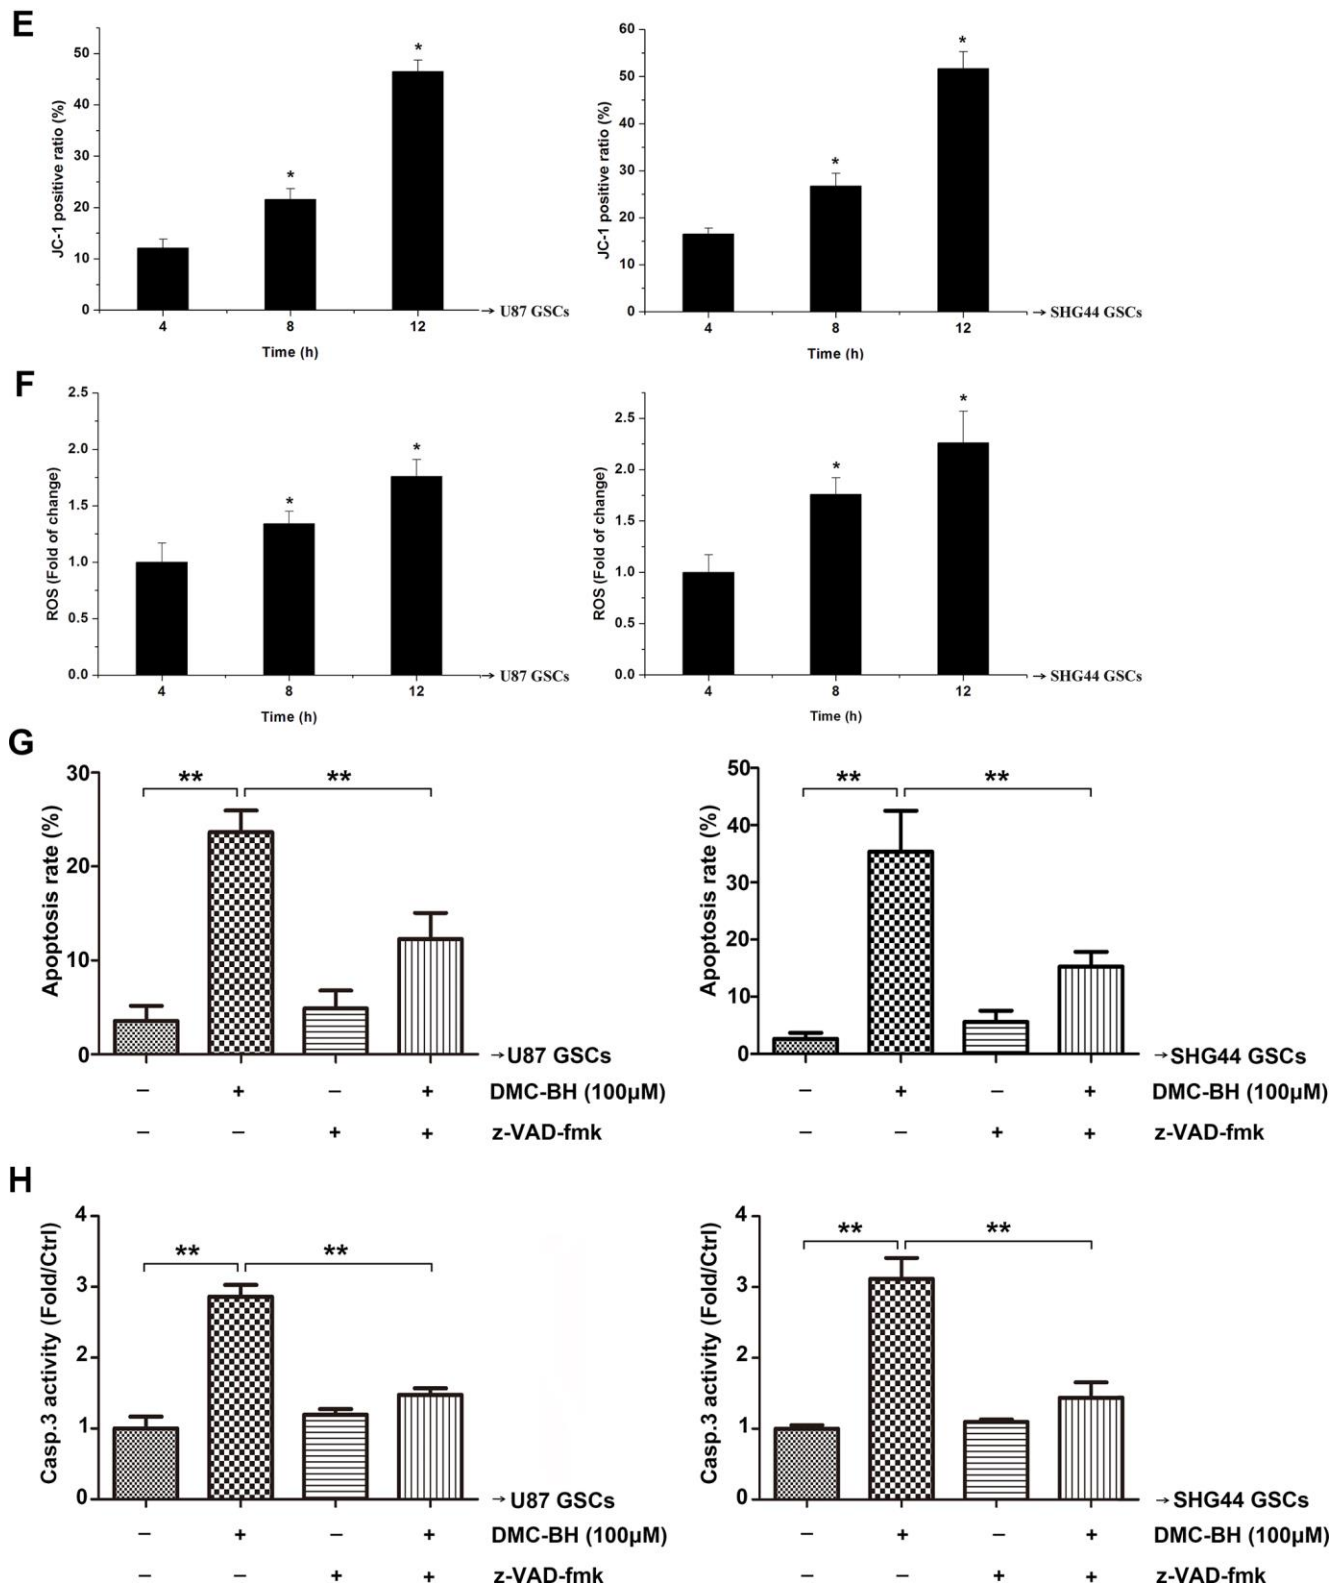 E
JC-1 positive ratio (%)
50
40
30
20
10
0
*
*
4
8
12
→ U87 GSCs
Time (h)
JC-1 positive ratio (%)
60
50
40
30
20
10
0
*
*
4
8
12
→ SHG44 GSCs
Time (h)
F
ROS (Fold of change)
2.5
2.0
1.5
1.0
0.5
0.0
*
*
4
8
12
→ U87 GSCs
Time (h)
ROS (Fold of change)
2.5
2.0
1.5
1.0
0.5
0.0
*
*
4
8
12
→ SHG44 GSCs
Time (h)
G
Apoptosis rate (%)
30
20
10
0
**
**
→U87 GSCs
– + – + DMC-BH (100μM)
– – + + z-VAD-fmk
Apoptosis rate (%)
50
40
30
20
10
0
**
**
→SHG44 GSCs
– + – + DMC-BH (100μM)
– – + + z-VAD-fmk
H
Casp.3 activity (Fold/Ctrl)
4
3
2
1
0
**
**
→U87 GSCs
– + – + DMC-BH (100μM)
– – + + z-VAD-fmk
Casp.3 activity (Fold/Ctrl)
4
3
2
1
0
**
**
→SHG44 GSCs
– + – + DMC-BH (100μM)
– – + + z-VAD-fmk